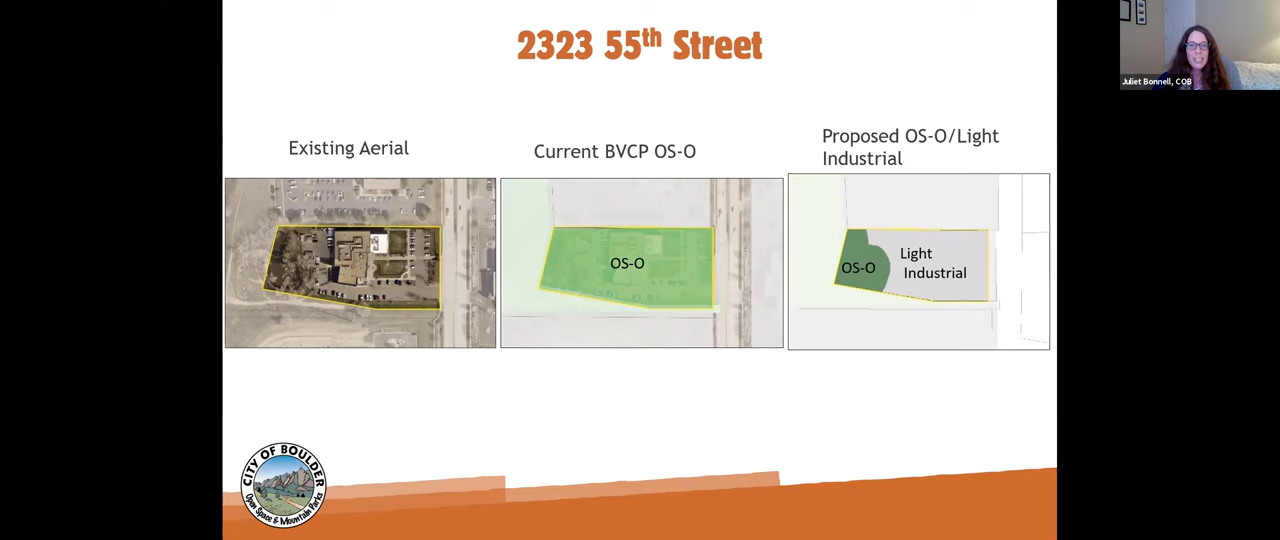 2323 55th Street
Juliet Bonnell, COB
Existing Aerial
Current BVCP OS-O
Proposed OS-O/Light
Industrial
OS-O
OS-O
Light
Industrial
CITY OF BOULDER
Open Space & Mountain Parks